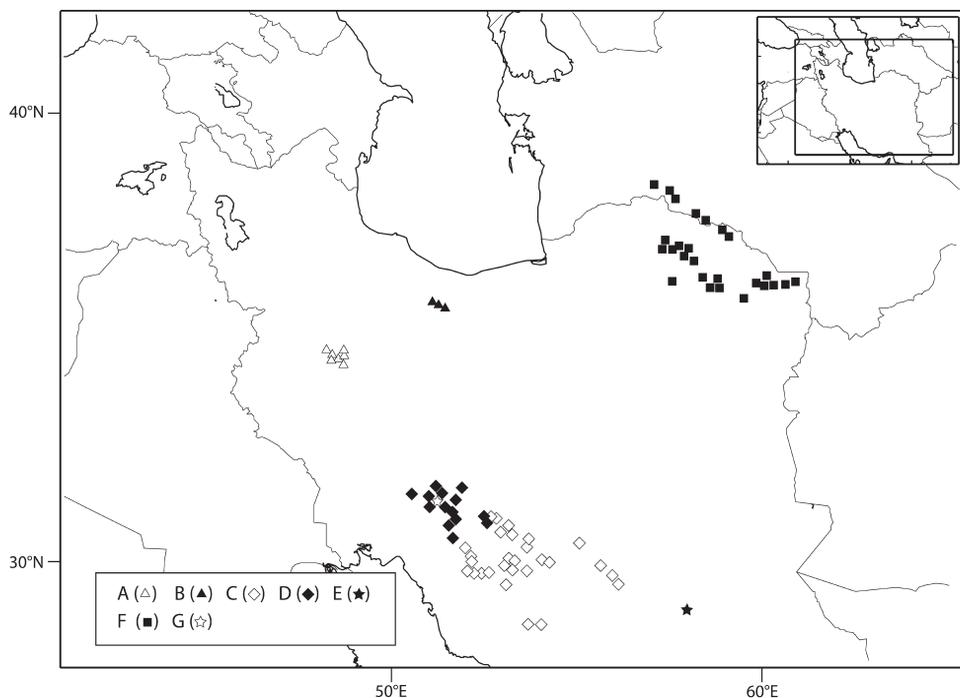 40°N
30°N
A (△) B (▲) C (◇) D (◆) E (★)
F (■) G (☆)
50°E 60°E